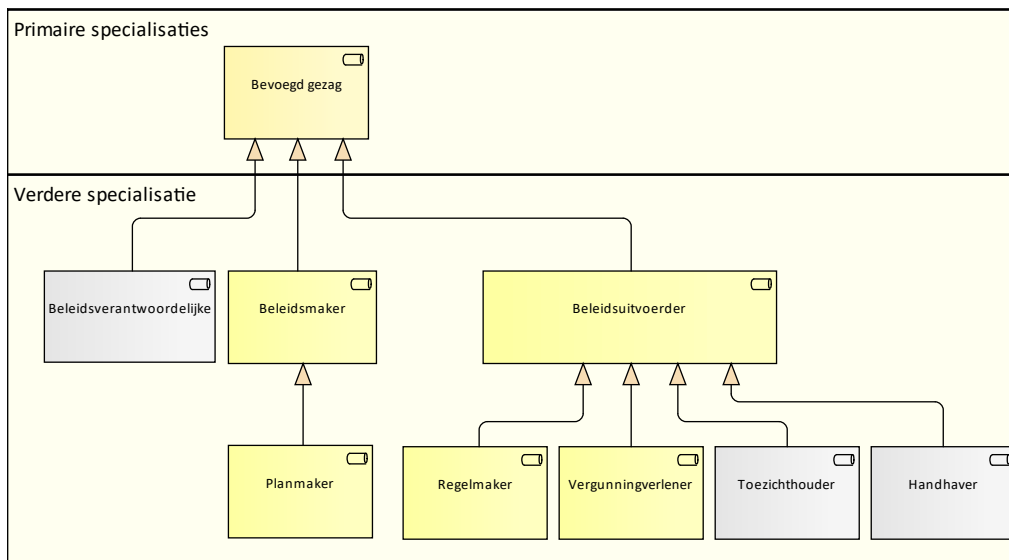 Primaire specialisaties
Bevoegd gezag
Verdere specialisatie
Beleidsverantwoordelijke
Beleidsmaker
Beleidsuitvoerder
Planmaker
Regelmaker
Vergunningverlener
Toezichthouder
Handhaver